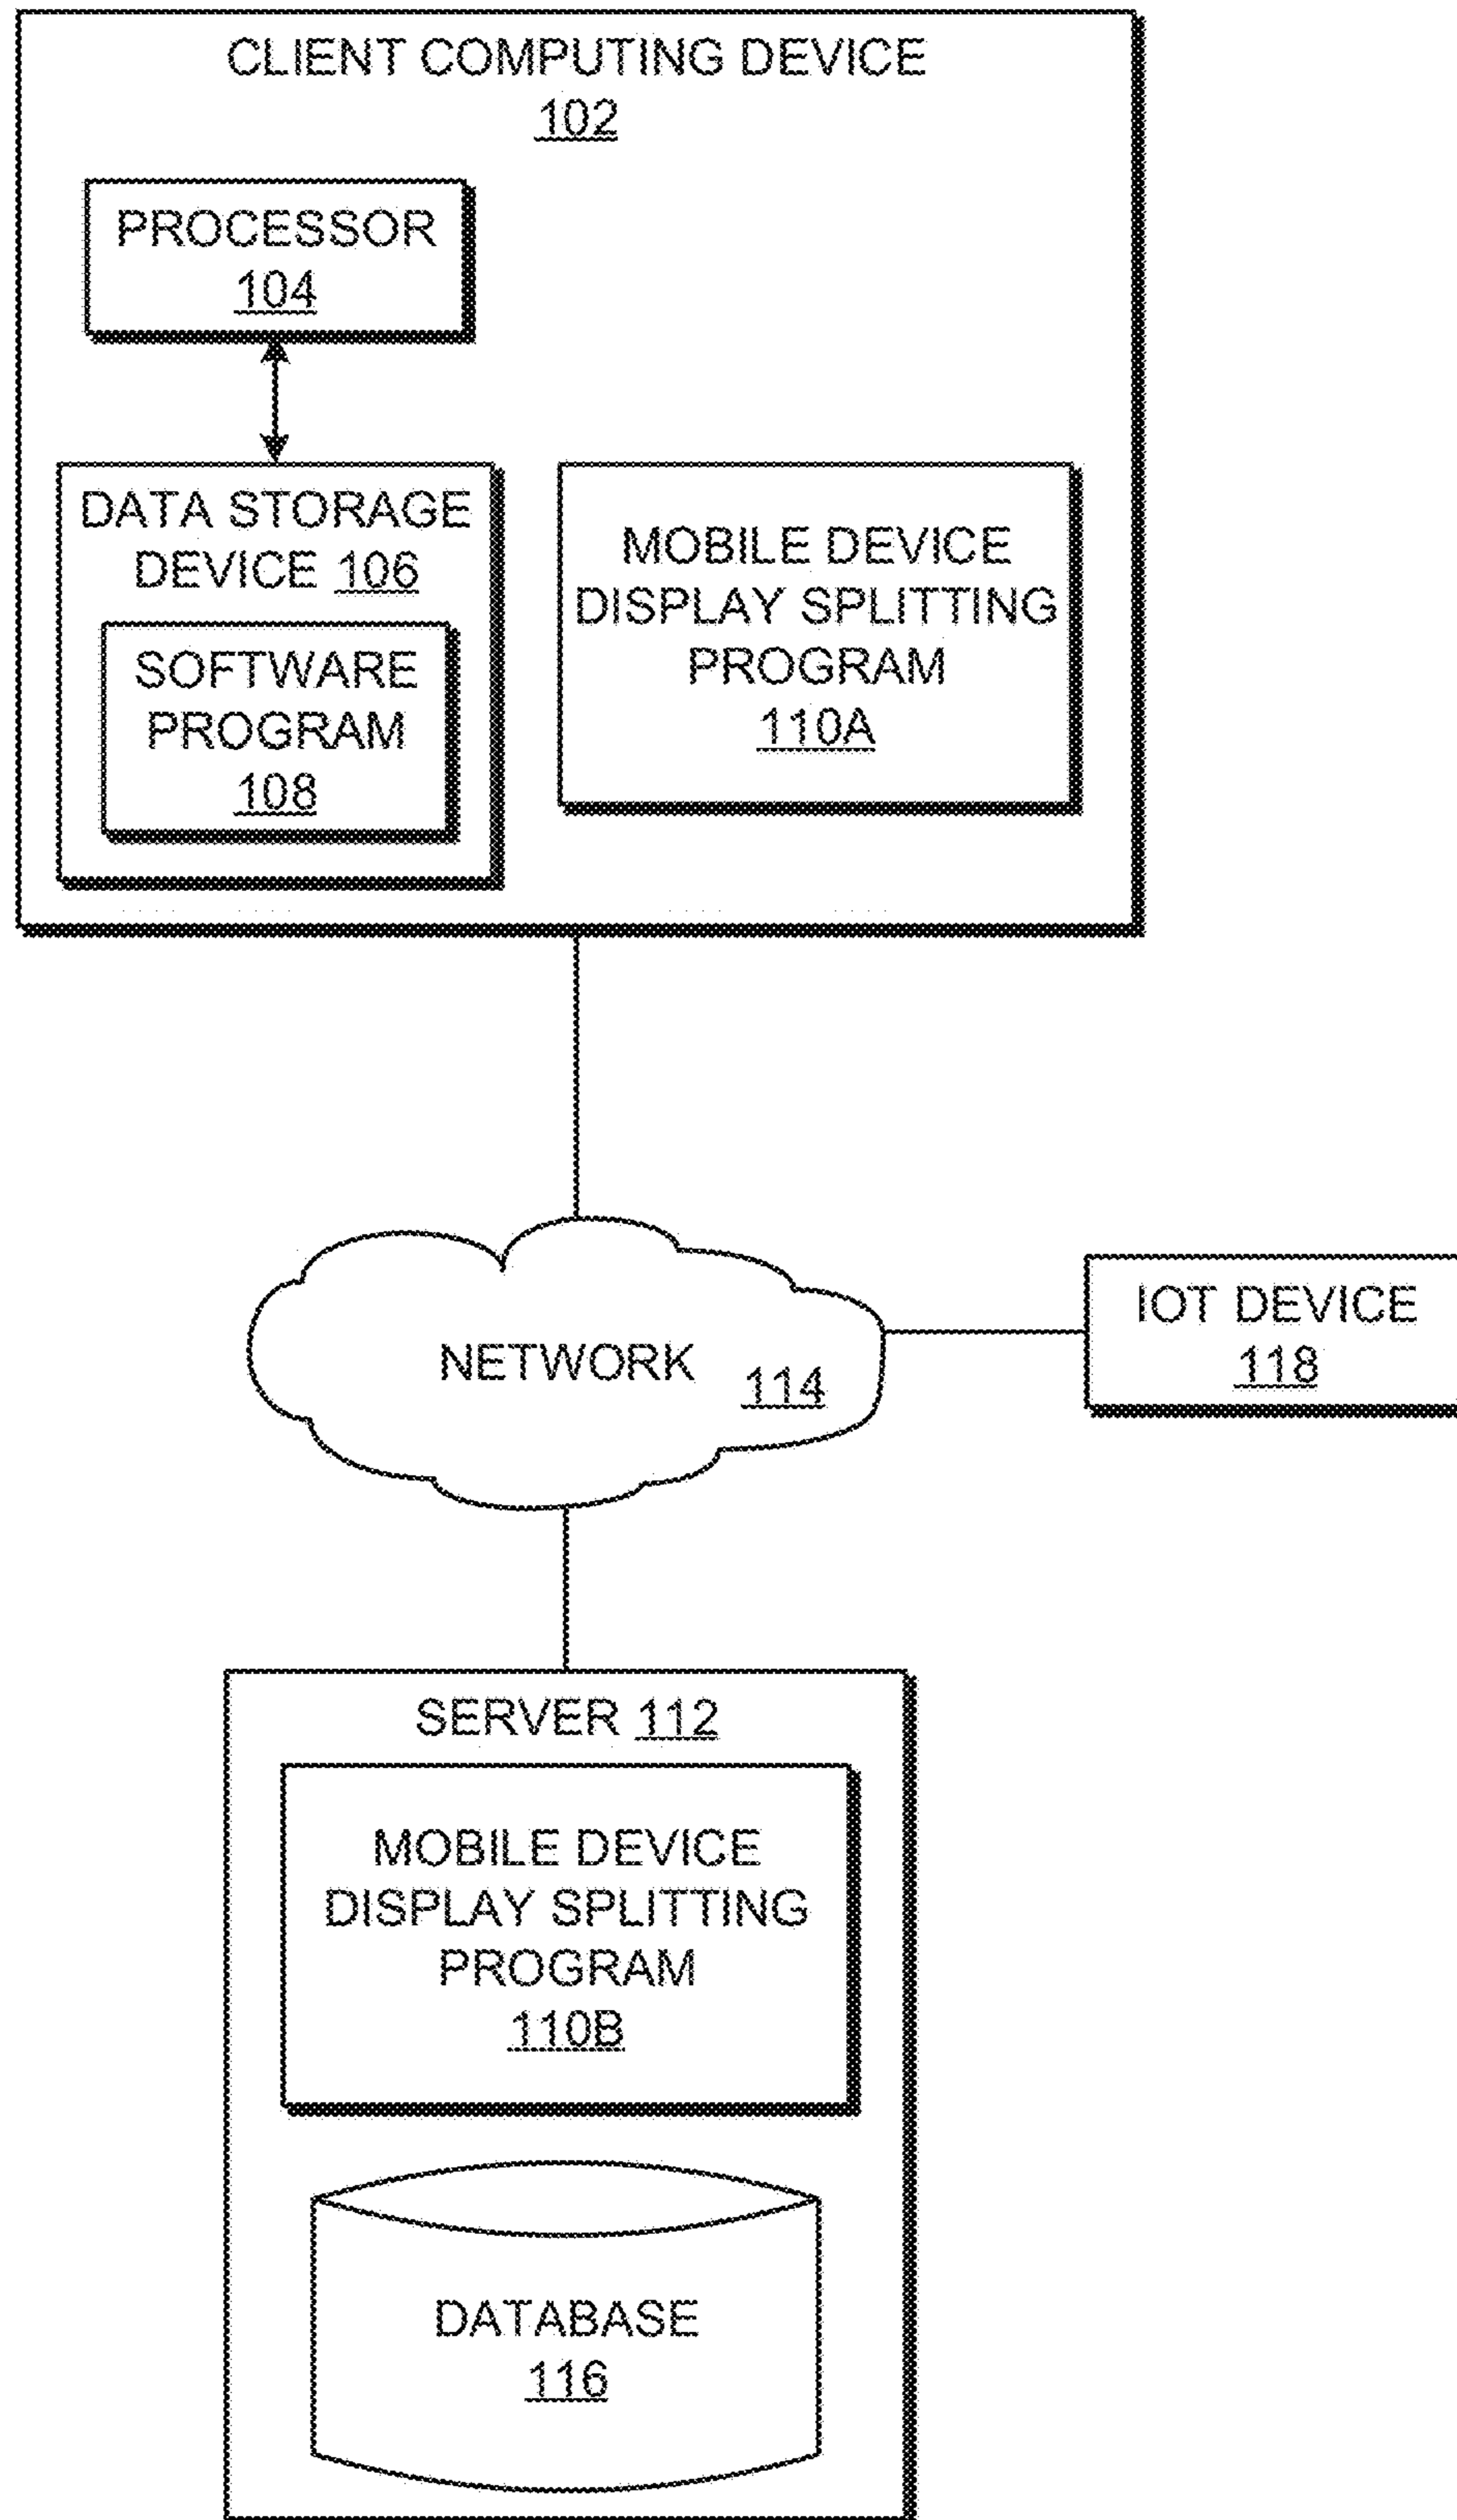 CLIENT COMPUTING DEVICE
102
PROCESSOR
104
DATA STORAGE
DEVICE 106
SOFTWARE
PROGRAM
108
MOBILE DEVICE
DISPLAY SPLITTING
PROGRAM
110A
NETWORK 114
IOT DEVICE
118
SERVER 112
MOBILE DEVICE
DISPLAY SPLITTING
PROGRAM
110B
DATABASE
116